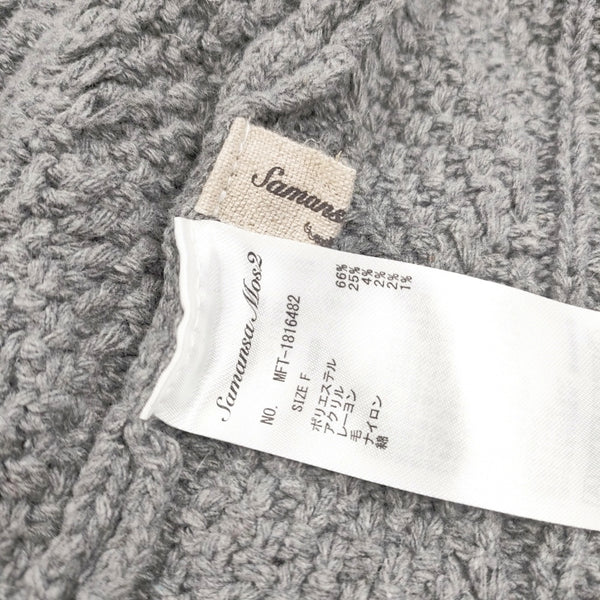 Samansa
Samansa Mos2
NO. MFT-1816482
SIZE F
ポリエステル 66%
アクリル 25%
レーヨン 4%
毛 2%
ナイロン 2%
綿 1%